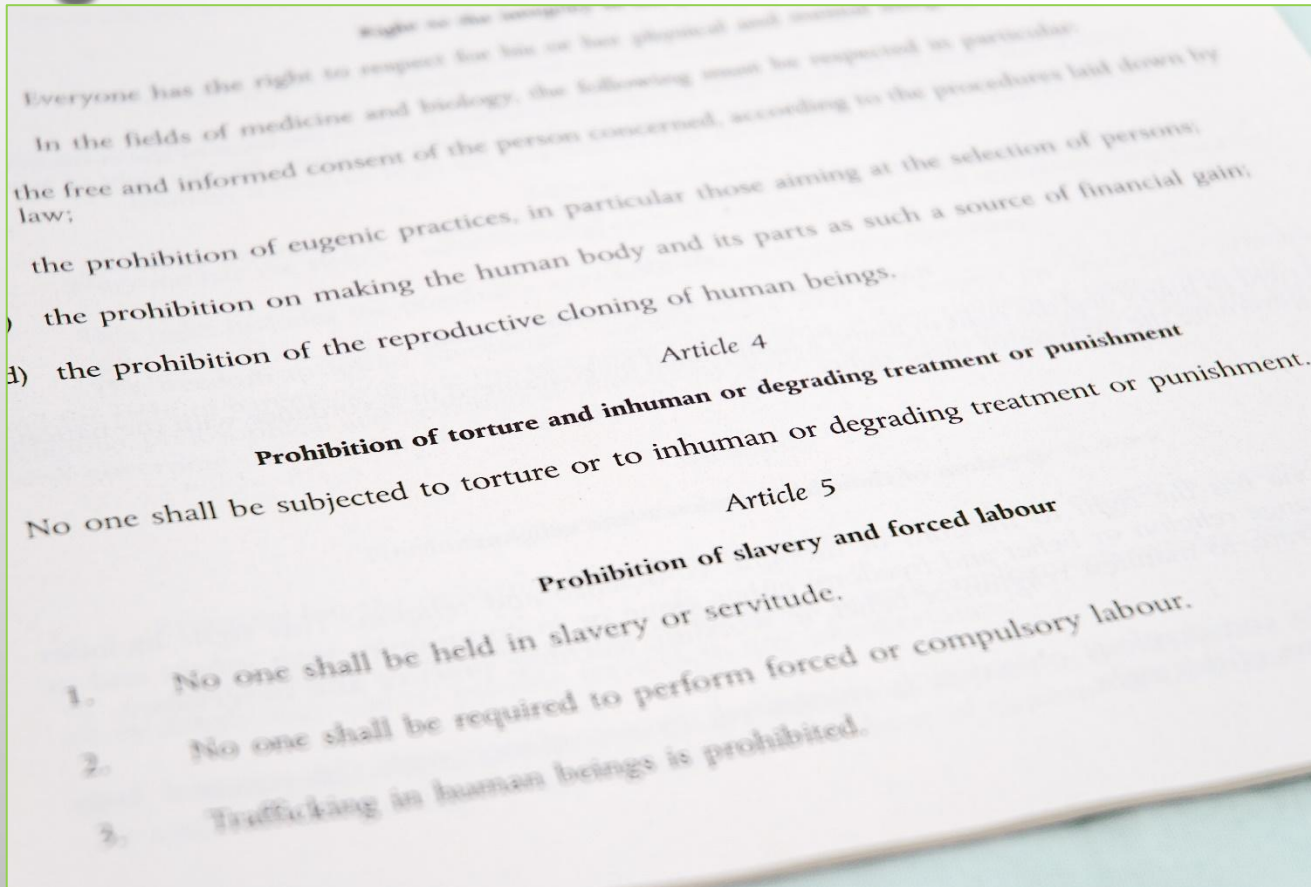 Right to the integrity
Everyone has the right to respect for his or her physical and mental
In the fields of medicine and biology, the following must be respected in particular:
the free and informed consent of the person concerned, according to the procedures laid down by
law;
the prohibition of eugenic practices, in particular those aiming at the selection of persons;
) the prohibition on making the human body and its parts as such a source of financial gain;
d) the prohibition of the reproductive cloning of human beings.
Article 4
Prohibition of torture and inhuman or degrading treatment or punishment
No one shall be subjected to torture or to inhuman or degrading treatment or punishment.
Article 5
Prohibition of slavery and forced labour
1. No one shall be held in slavery or servitude.
2. No one shall be required to perform forced or compulsory labour.
3. Trafficking in human beings is prohibited.